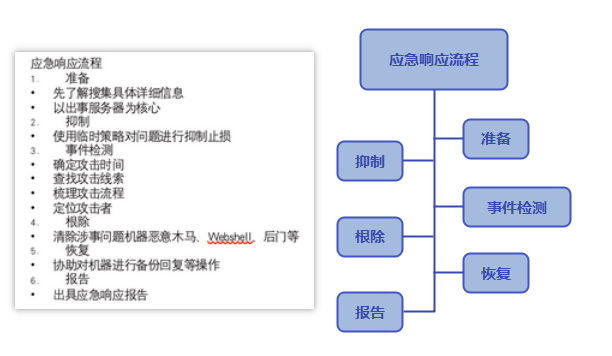 应急响应流程
1. 准备
• 先了解搜集具体详细信息
• 以出事服务器为核心
2. 抑制
• 使用临时策略对问题进行抑制止损
3. 事件检测
• 确定攻击时间
• 查找攻击线索
• 梳理攻击流程
• 定位攻击者
4. 根除
• 清除涉事问题机器恶意木马、Webshell、后门等
5. 恢复
• 协助对机器进行备份回复等操作
6. 报告
• 出具应急响应报告
应急响应流程
准备
抑制
事件检测
根除
恢复
报告